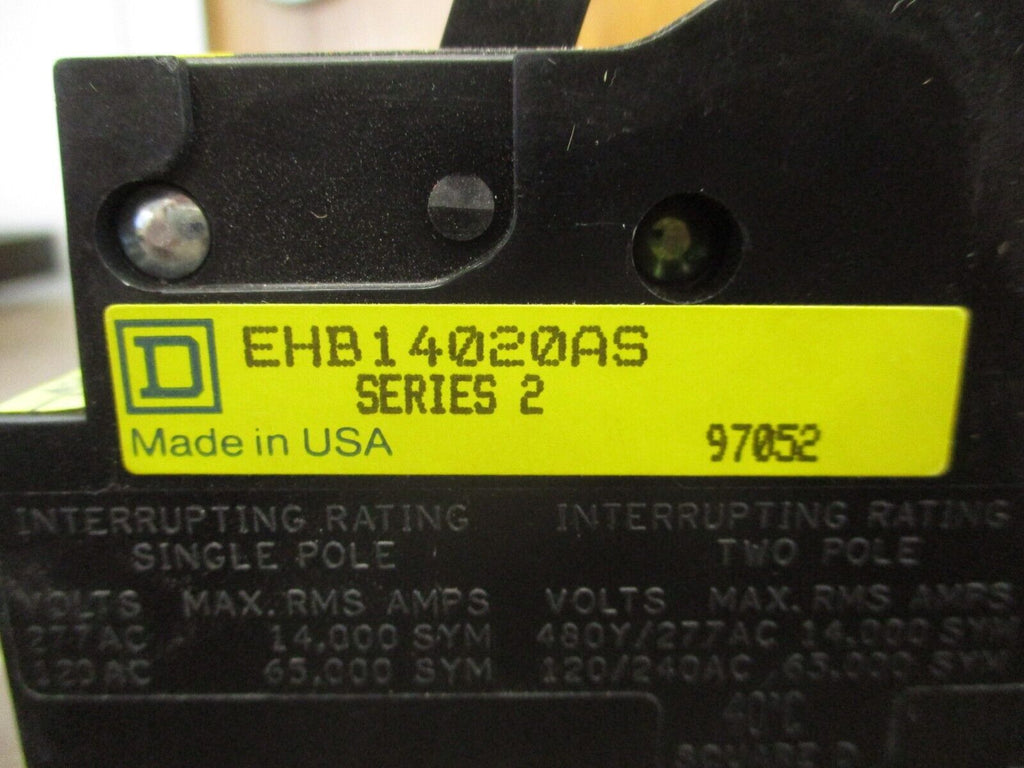 D
EHB14020AS
SERIES 2
Made in USA
97052
INTERRUPTING RATING
SINGLE POLE
VOLTS MAX. RMS AMPS
277AC 14,000 SYM
120AC 65,000 SYM
INTERRUPTING RATING
TWO POLE
VOLTS MAX. RMS AMPS
480Y/277AC 14,000 SYM
120/240AC 65,000 SYM
40°C
SQUARE D